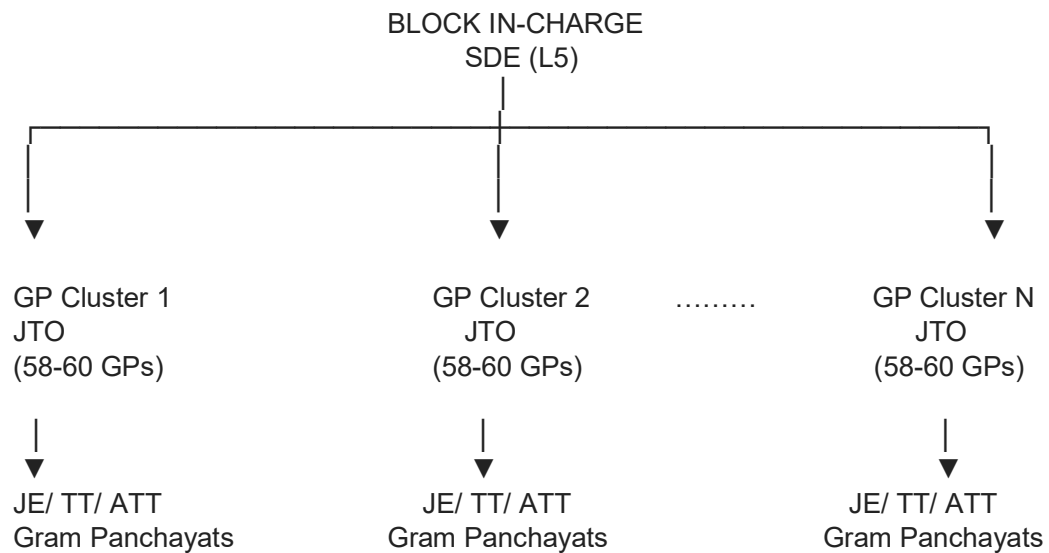 BLOCK IN-CHARGE
SDE (L5)
GP Cluster 1 GP Cluster 2 ……… GP Cluster N
JTO JTO JTO
(58-60 GPs) (58-60 GPs) (58-60 GPs)
JE/ TT/ ATT JE/ TT/ ATT JE/ TT/ ATT
Gram Panchayats Gram Panchayats Gram Panchayats